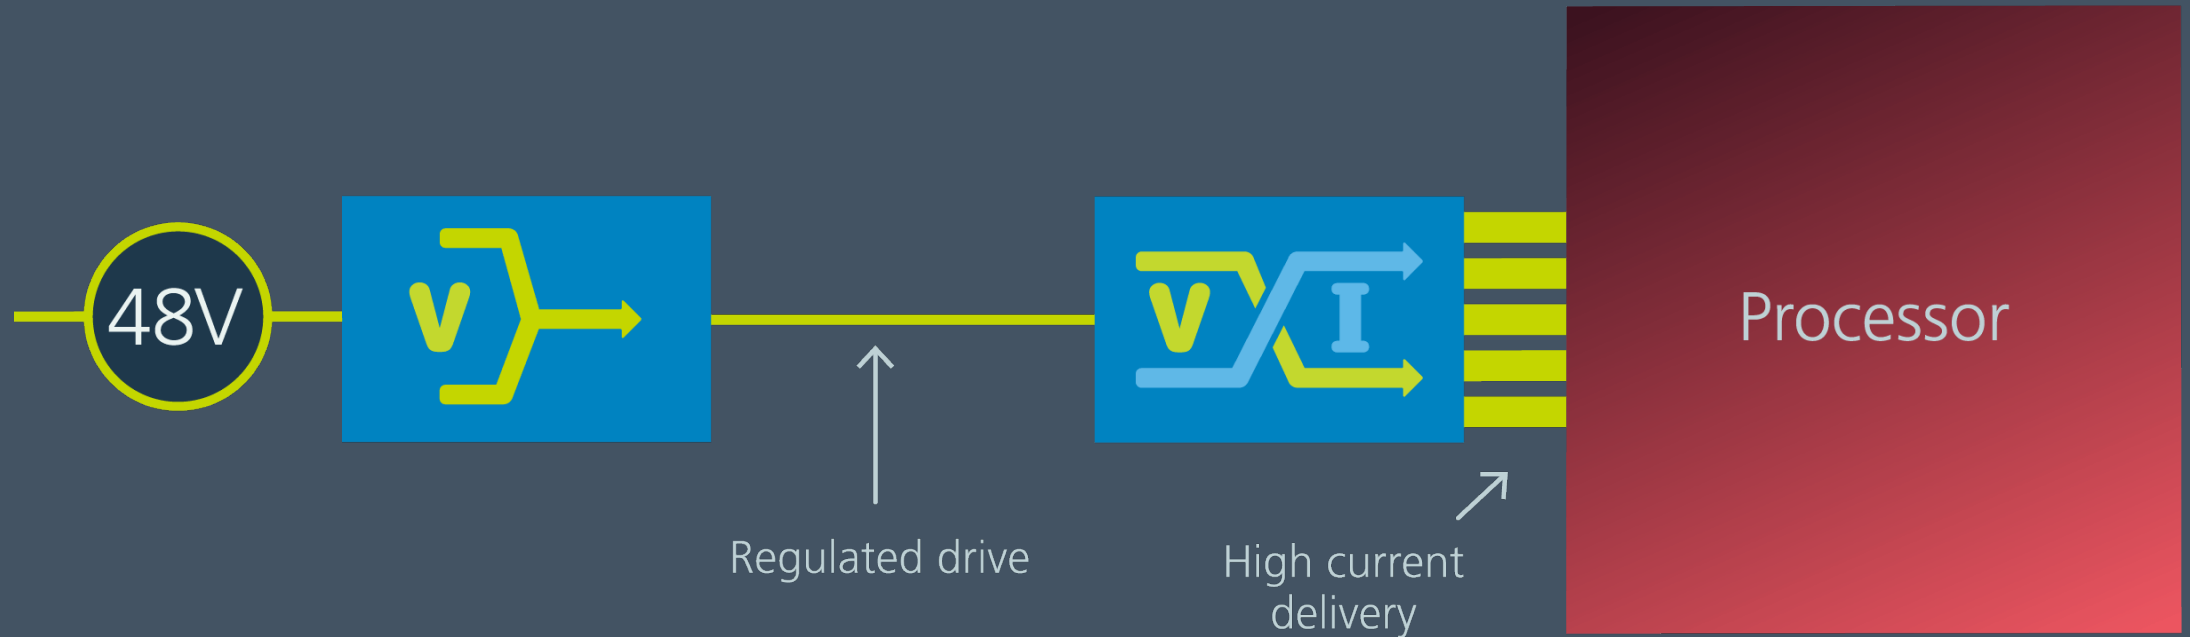 48V
V
V
I
Processor
Regulated drive
High current
delivery